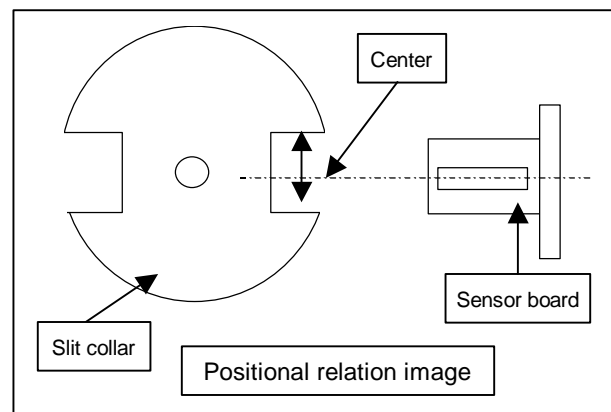 Center
Sensor board
Slit collar
Positional relation image